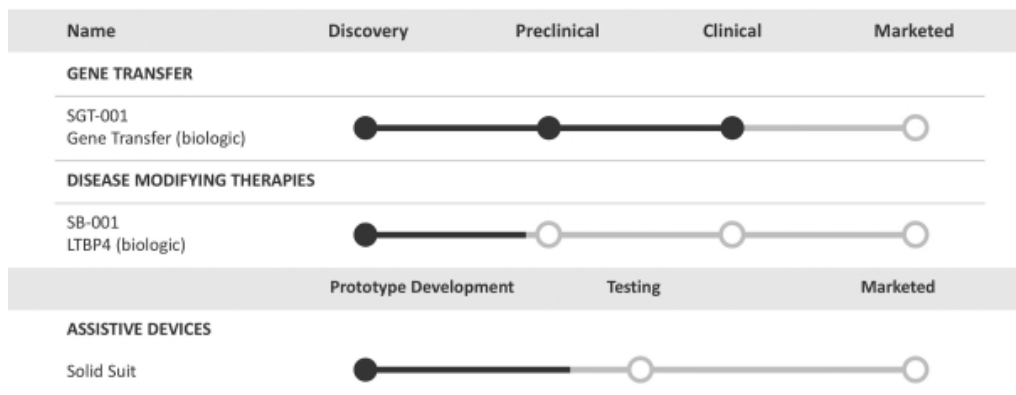 Name Discovery Preclinical Clinical Marketed
GENE TRANSFER
SGT-001
Gene Transfer (biologic)
DISEASE MODIFYING THERAPIES
SB-001
LTBP4 (biologic)
Prototype Development Testing Marketed
ASSISTIVE DEVICES
Solid Suit